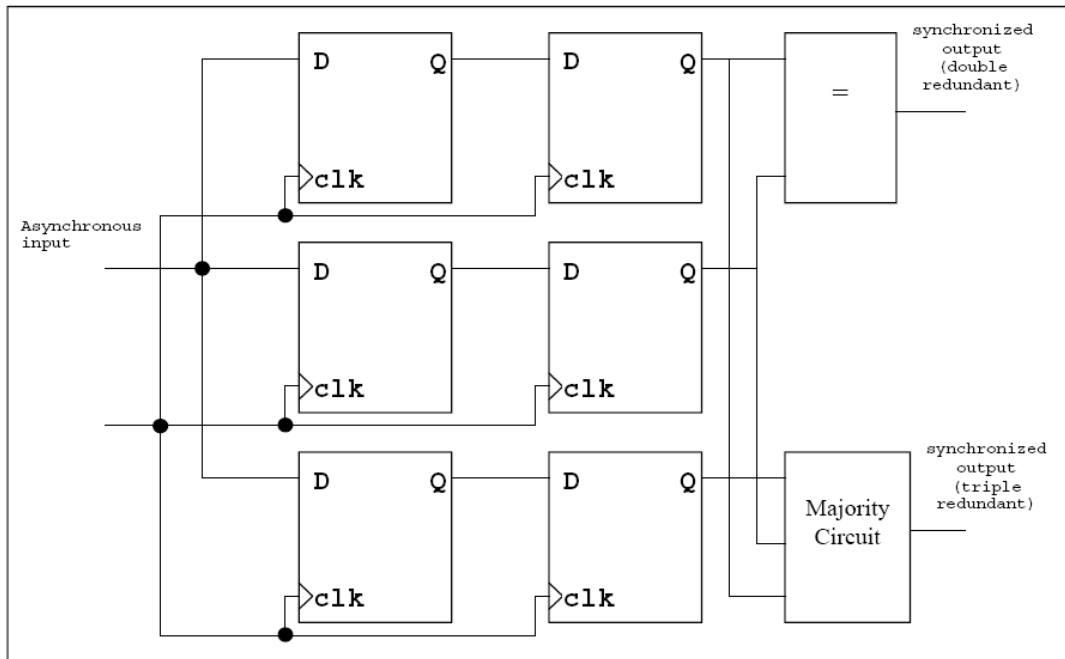 synchronized
output
(double
redundant)
D Q D Q
=
clk clk
Asynchronous
input
D Q D Q
clk clk
synchronized
output
(triple
redundant)
D Q D Q
Majority
Circuit
clk clk